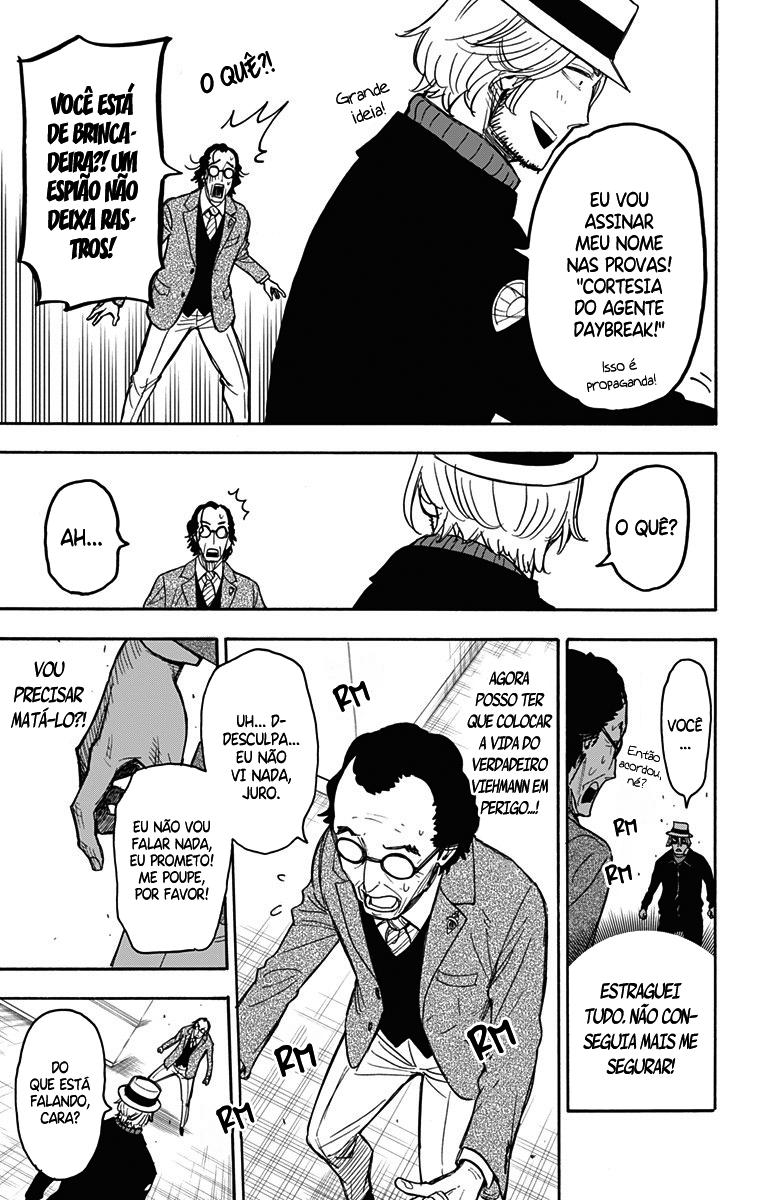 EU VOU
ASSINAR
MEU NOME
NAS PROVAS!
"CORTESIA
DO AGENTE
DAYBREAK!"
Isso é
propaganda!
Grande
ideia!
O QUÊ?!
VOCÊ ESTÁ
DE BRINCA-
DEIRA?! UM
ESPIÃO NÃO
DEIXA RAS-
TROS!
O QUÊ?
AH...
VOCÊ
...
Então
acordou,
né?
RM
RM
ESTRAGUEI
TUDO. NÃO CON-
SEGUIA MAIS ME
SEGURAR!
AGORA
POSSO TER
QUE COLOCAR
A VIDA DO
VERDADEIRO
VIEHMANN EM
PERIGO...!
RM
UH... D-
DESCULPA...
EU NÃO
VI NADA,
JURO.
EU NÃO VOU
FALAR NADA,
EU PROMETO!
ME POUPE,
POR FAVOR!
RM
RM
RM
VOU
PRECISAR
MATÁ-LO?!
DO
QUE ESTÁ
FALANDO,
CARA?